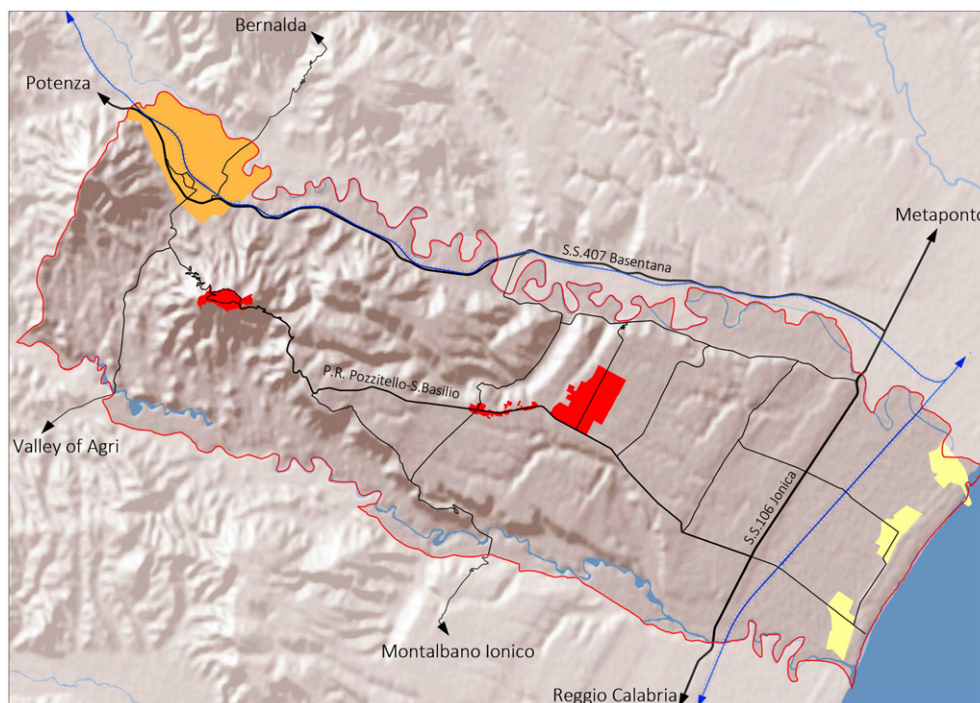 Bernalda
Potenza
Metaponto
S.S.407 Basentana
P.R. Pozzitello-S.Basilio
Valley of Agri
S.S.106 Jonica
Montalbano Ionico
Reggio Calabria